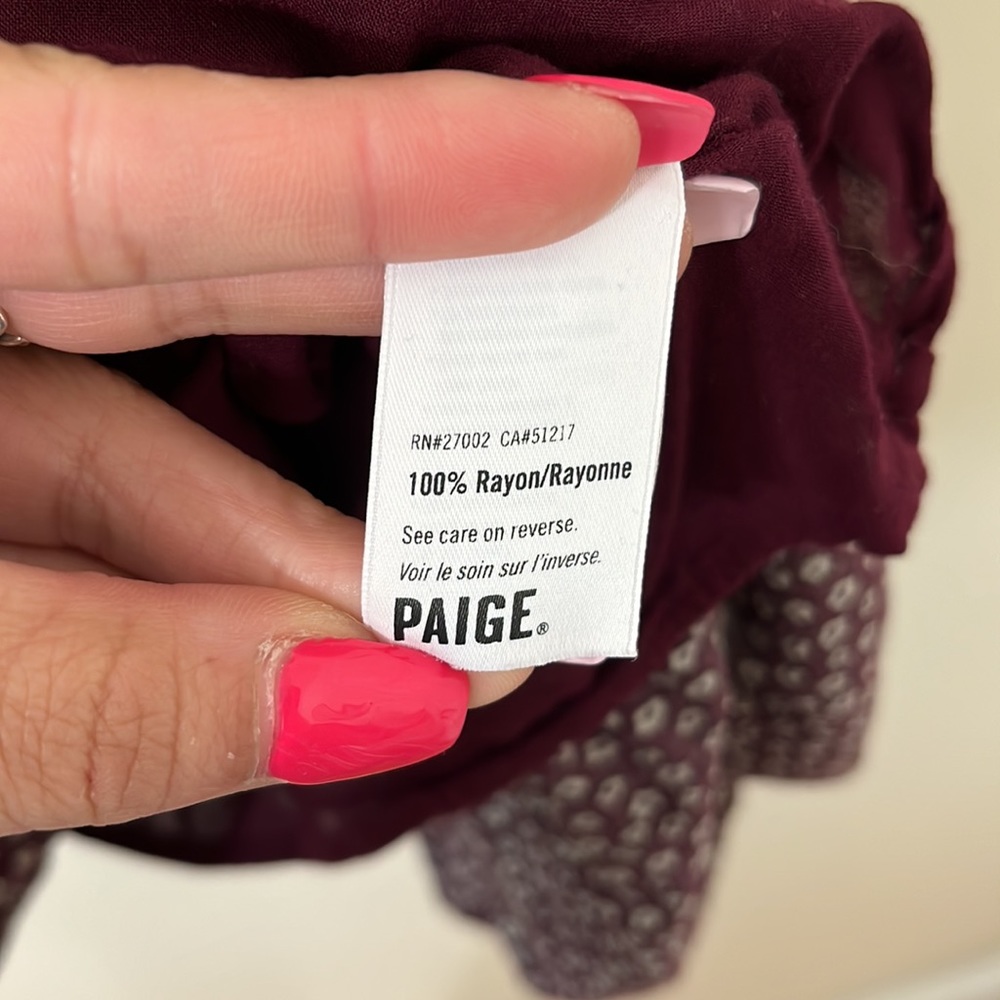 RN#27002 CA#51217
100% Rayon/Rayonne
See care on reverse.
Voir le soin sur l'inverse.
PAIGE®